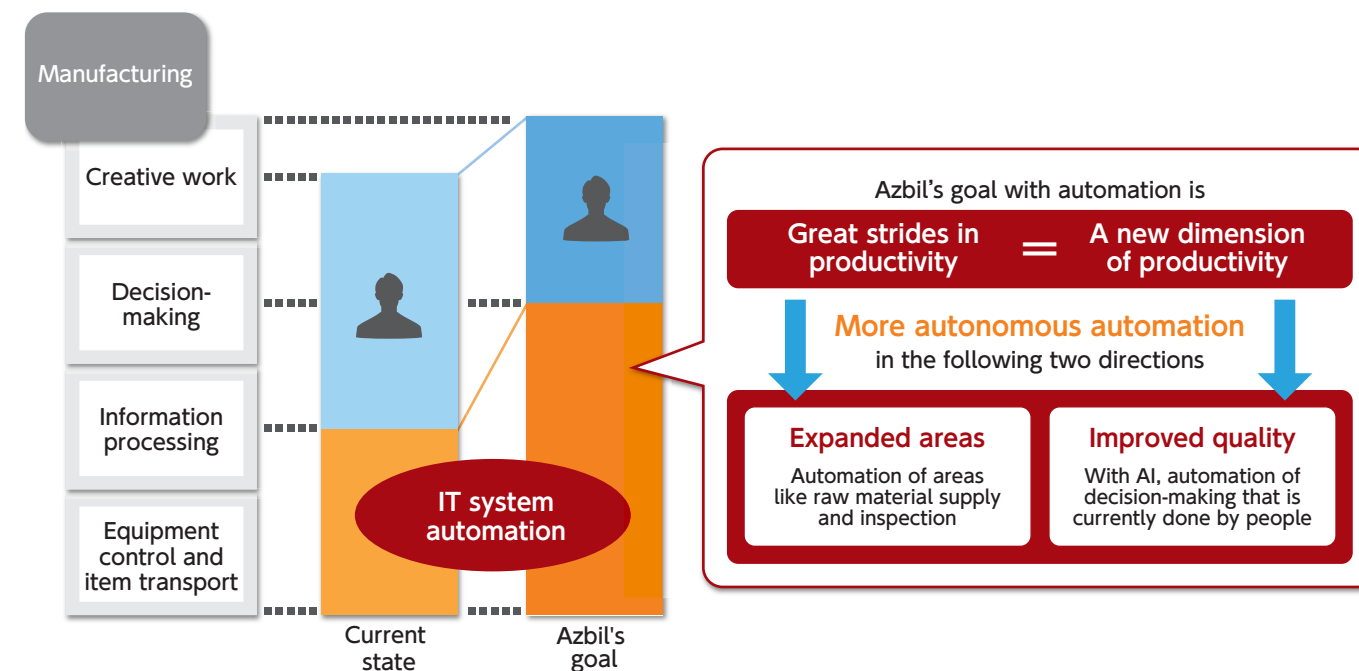 Manufacturing
Creative work
Decision-
making
Information
processing
Equipment
control and
item transport
IT system
automation
Current
state
Azbil's
goal
Azbil’s goal with automation is
Great strides in
productivity
=
A new dimension
of productivity
More autonomous automation
in the following two directions
Expanded areas
Automation of areas
like raw material supply
and inspection
Improved quality
With AI, automation of
decision-making that is
currently done by people